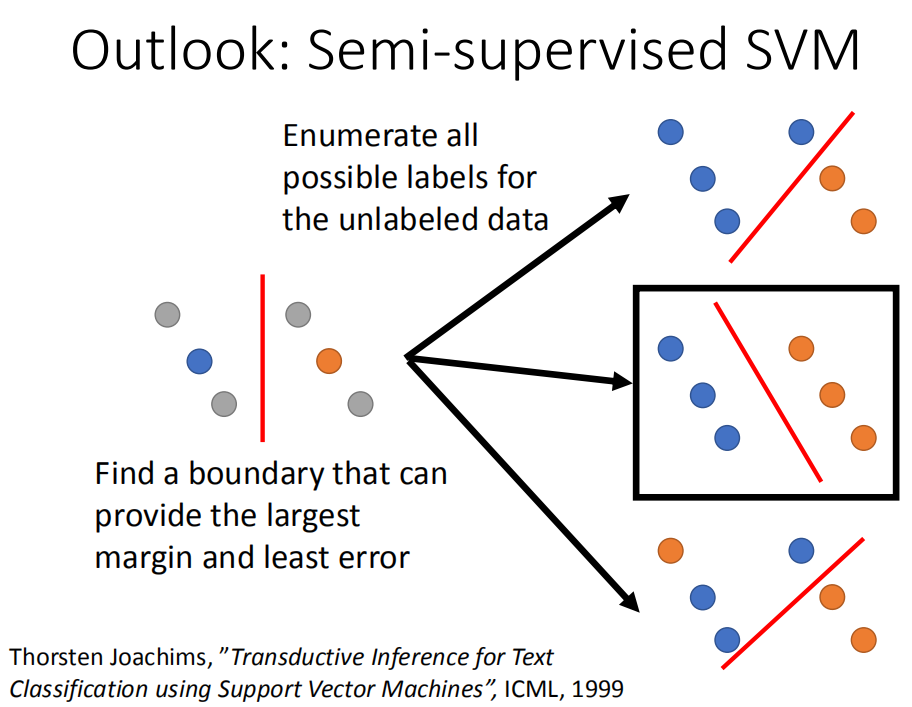 Outlook: Semi-supervised SVM
Enumerate all
possible labels for
the unlabeled data
Find a boundary that can
provide the largest
margin and least error
Thorsten Joachims, ”Transductive Inference for Text
Classification using Support Vector Machines”, ICML, 1999